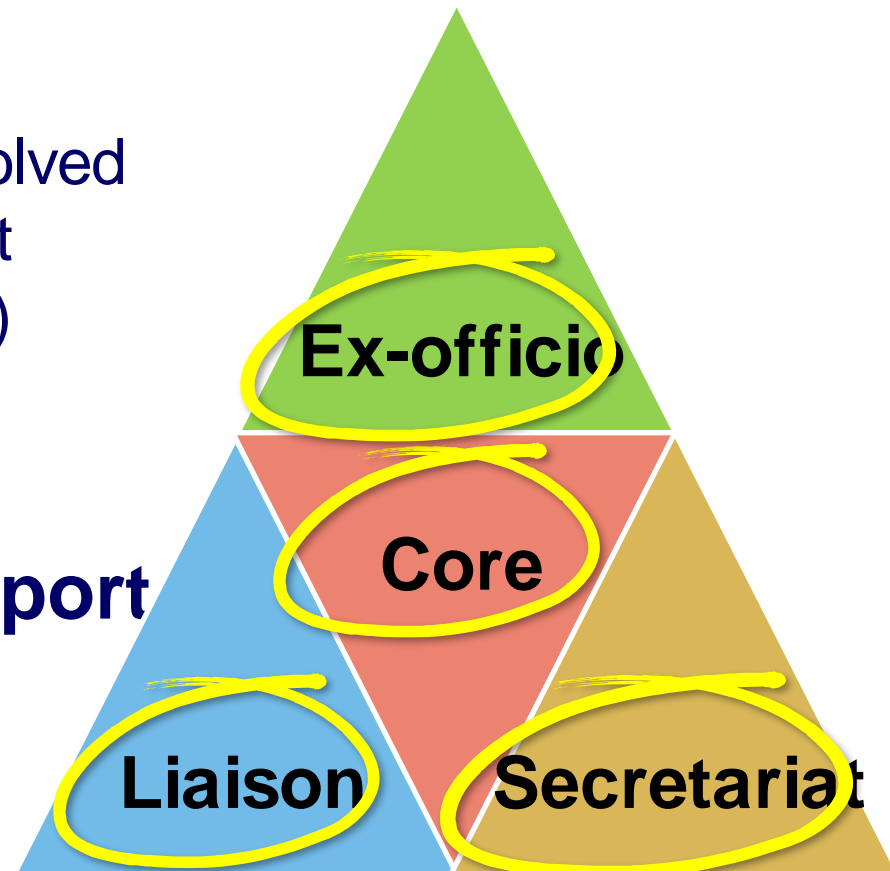 olved
t
)
Ex-officio
Core
port
Liaison
Secretariat